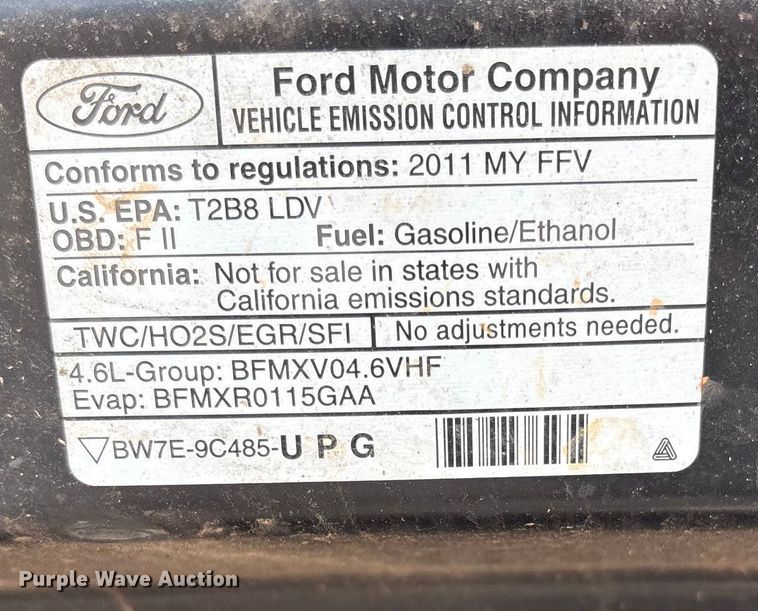 Ford
Ford Motor Company
VEHICLE EMISSION CONTROL INFORMATION
Conforms to regulations: 2011 MY FFV
U.S. EPA: T2B8 LDV
OBD: F II Fuel: Gasoline/Ethanol
California: Not for sale in states with
California emissions standards.
TWC/HO2S/EGR/SFI No adjustments needed.
4.6L-Group: BFMXV04.6VHF
Evap: BFMXR0115GAA
BW7E-9C485-U P G
Purple Wave Auction